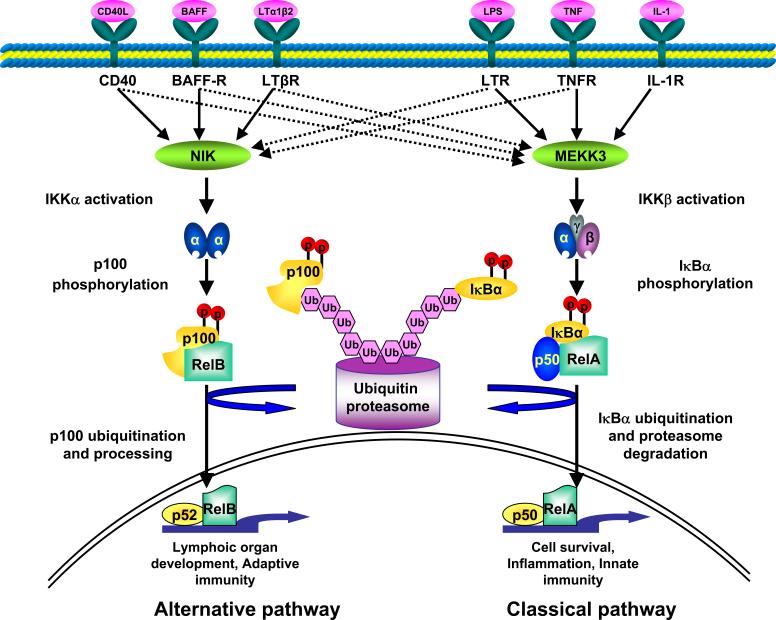 CD40L
BAFF
LTα1β2
LPS
TNF
IL-1
CD40
BAFF-R
LTβR
LTR
TNFR
IL-1R
NIK
MEKK3
IKKα activation
IKKβ activation
α
α
α
γ
β
p100
phosphorylation
IκBα
phosphorylation
p
p
p100
RelB
p
p
p100
Ub
Ub
Ub
Ub
Ub
Ub
Ub
Ub
Ub
Ub
p
p
IκBα
p
p
IκBα
p50
RelA
Ubiquitin
proteasome
p100 ubiquitination
and processing
IκBα ubiquitination
and proteasome
degradation
p52
RelB
p50
RelA
Lymphoic organ
development, Adaptive
immunity
Cell survival,
Inflammation, Innate
immunity
Alternative pathway
Classical pathway